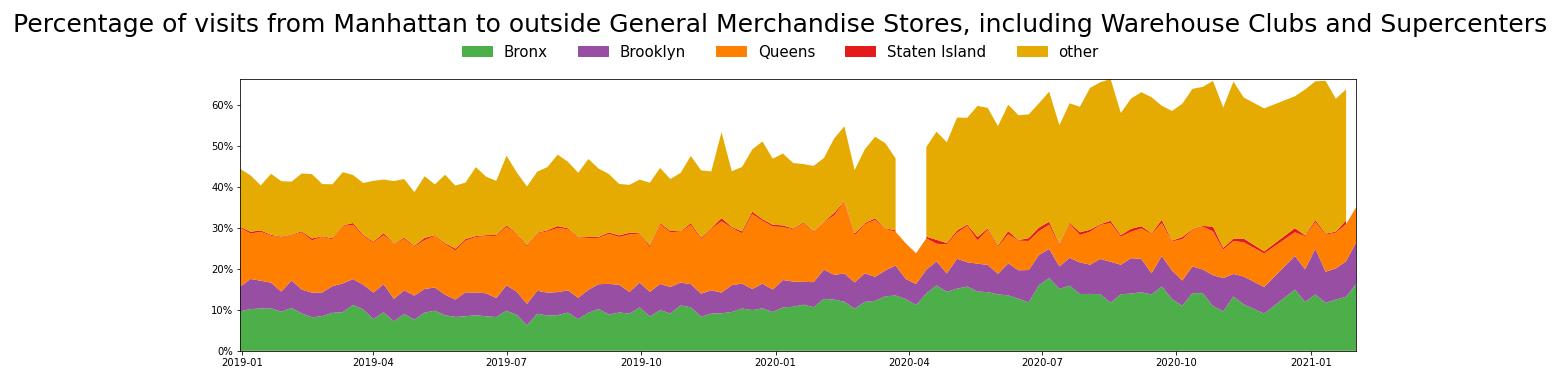 Percentage of visits from Manhattan to outside General Merchandise Stores, including Warehouse Clubs and Supercenters
Bronx Brooklyn Queens Staten Island other
60%
50%
40%
30%
20%
10%
0%
2019-01 2019-04 2019-07 2019-10 2020-01 2020-04 2020-07 2020-10 2021-01